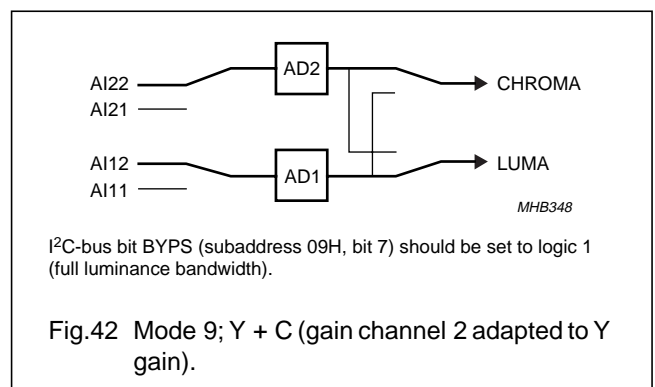 AI22
AI21
AD2
CHROMA
AI12
AI11
AD1
LUMA
MHB348
I²C-bus bit BYPS (subaddress 09H, bit 7) should be set to logic 1
(full luminance bandwidth).
Fig.42 Mode 9; Y + C (gain channel 2 adapted to Y
gain).